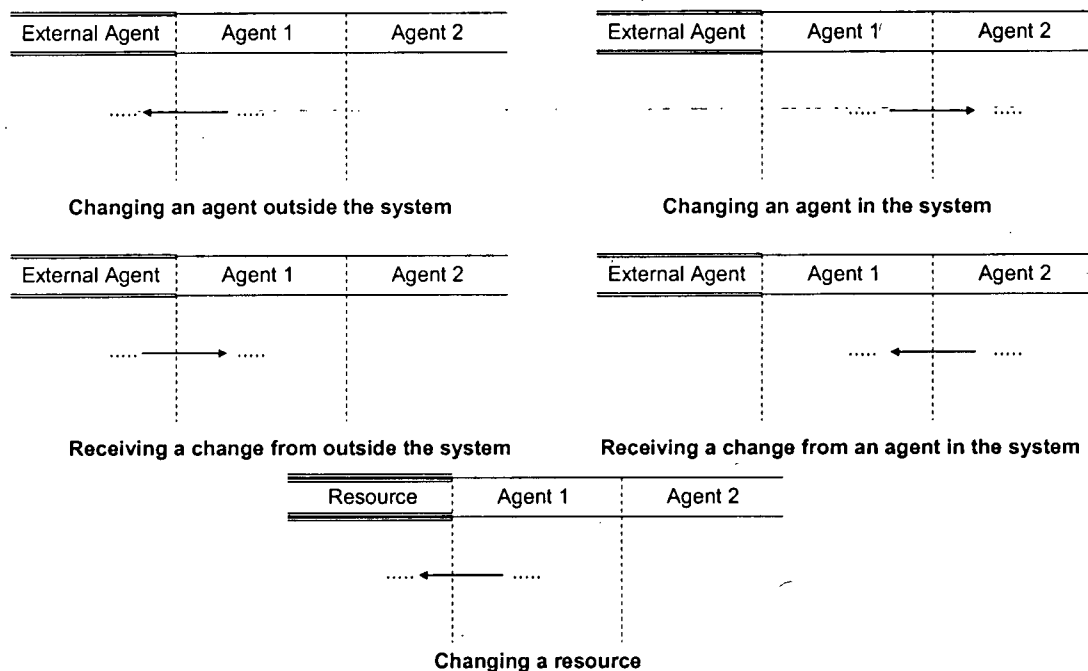 External Agent Agent 1 Agent 2
..... .....
Changing an agent outside the system
External Agent Agent 1 Agent 2
..... .....
Changing an agent in the system
External Agent Agent 1 Agent 2
..... .....
Receiving a change from outside the system
External Agent Agent 1 Agent 2
..... .....
Receiving a change from an agent in the system
Resource Agent 1 Agent 2
..... .....
Changing a resource